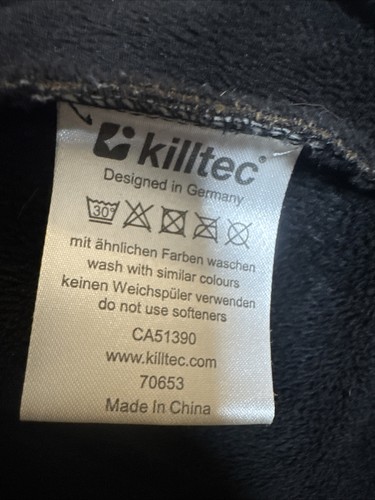 killtec®
Designed in Germany
30°
mit ähnlichen Farben waschen
wash with similar colours
keinen Weichspüler verwenden
do not use softeners
CA51390
www.killtec.com
70653
Made In China